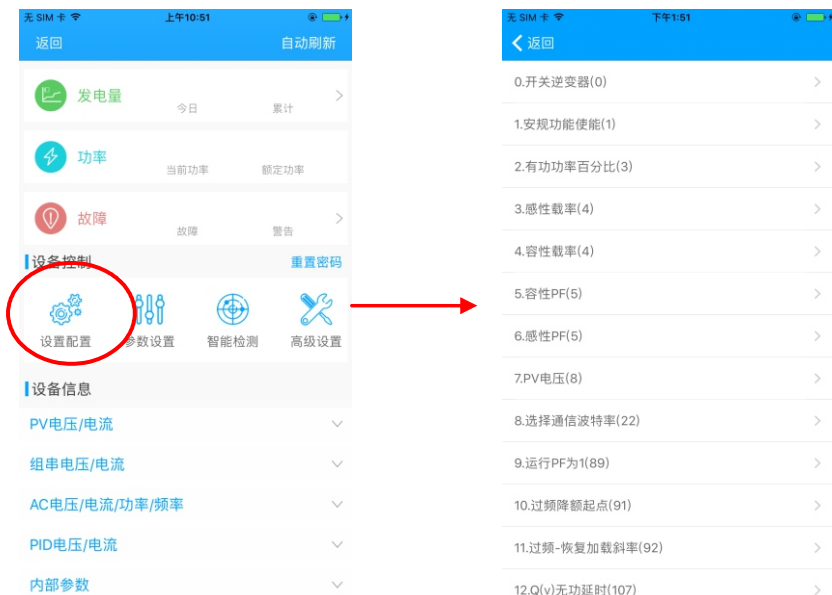 无 SIM 卡
上午10:51
返回
自动刷新
发电量
今日
累计
功率
当前功率
额定功率
故障
故障
警告
设备控制
重置密码
设置配置
参数设置
智能检测
高级设置
设备信息
PV电压/电流
组串电压/电流
AC电压/电流/功率/频率
PID电压/电流
内部参数
无 SIM 卡
下午1:51
返回
0.开关逆变器(0)
1.安规功能使能(1)
2.有功功率百分比(3)
3.感性载率(4)
4.容性载率(4)
5.容性PF(5)
6.感性PF(5)
7.PV电压(8)
8.选择通信波特率(22)
9.运行PF为1(89)
10.过频降额起点(91)
11.过频-恢复加载斜率(92)
12.Q(v)无功延时(107)